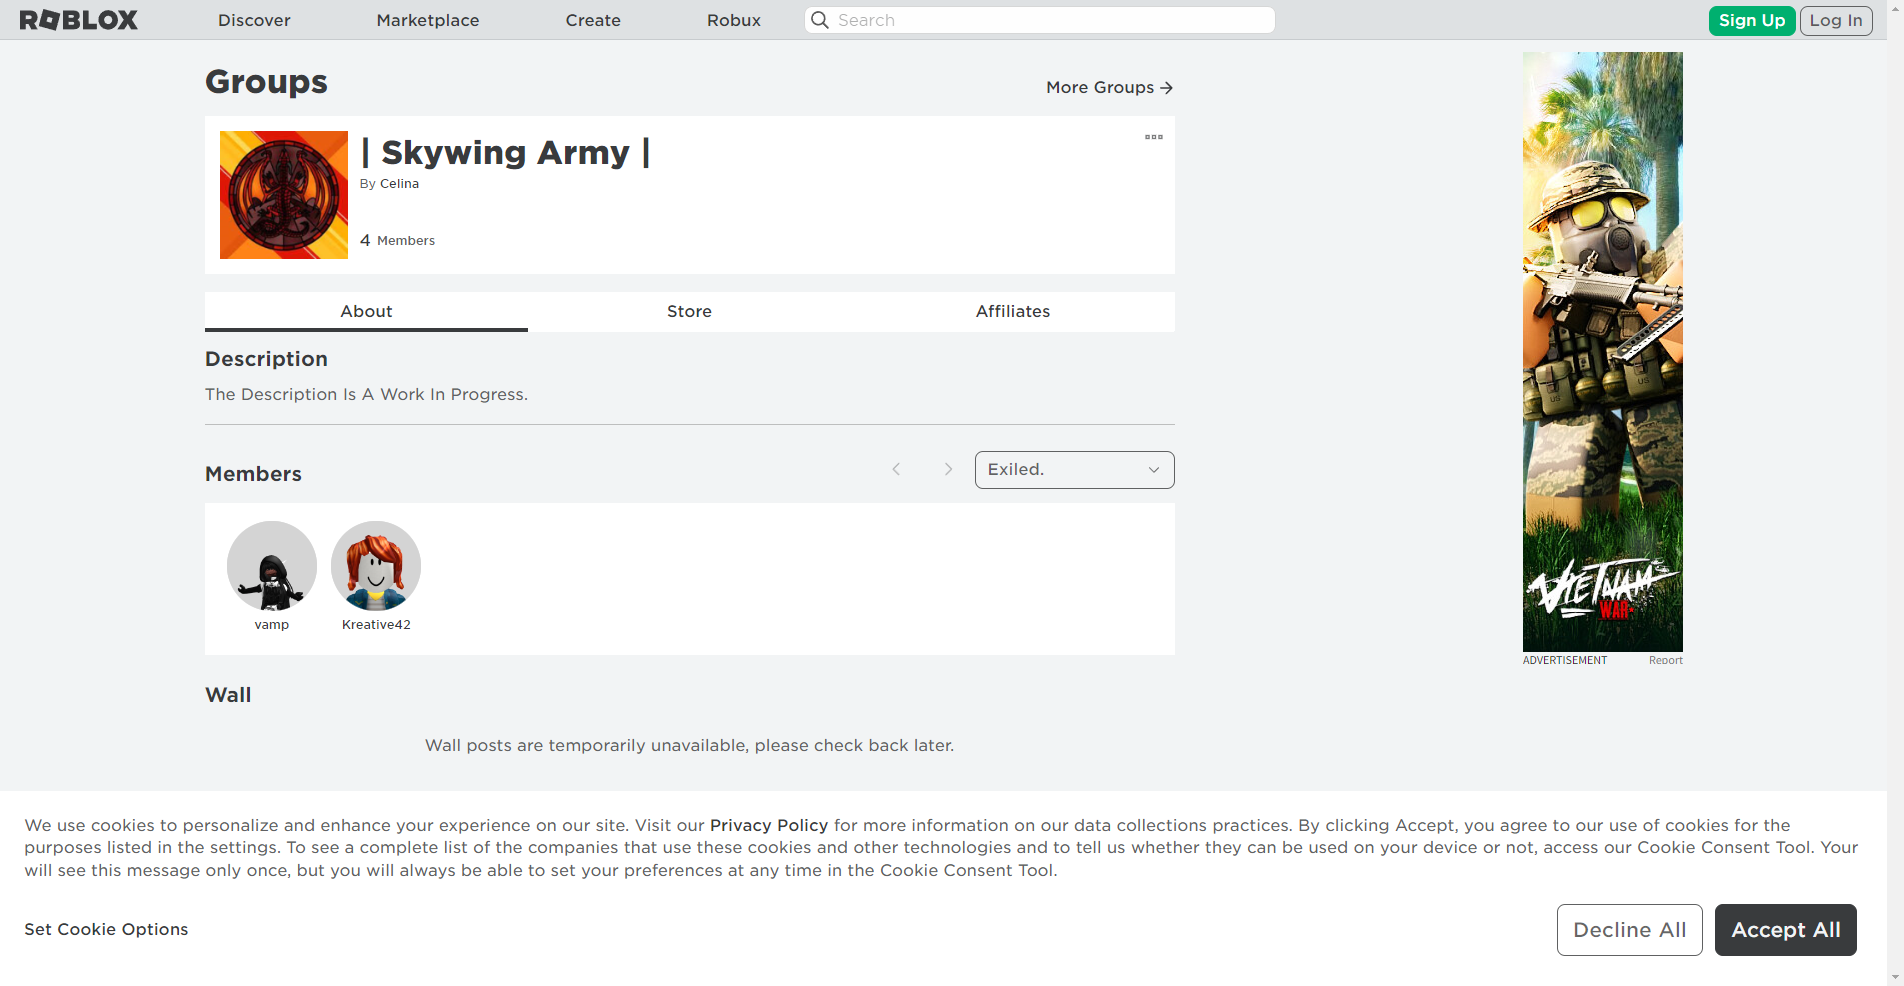 ROBLOX Discover Marketplace Create Robux Search Sign Up Log In
Groups
More Groups
| Skywing Army |
By Celina
4 Members
About Store Affiliates
Description
The Description Is A Work In Progress.
Members
Exiled.
vamp Kreative42
Wall
Wall posts are temporarily unavailable, please check back later.
US
US
VIETNAM
WAR
ADVERTISEMENT Report
We use cookies to personalize and enhance your experience on our site. Visit our Privacy Policy for more information on our data collections practices. By clicking Accept, you agree to our use of cookies for the
purposes listed in the settings. To see a complete list of the companies that use these cookies and other technologies and to tell us whether they can be used on your device or not, access our Cookie Consent Tool. Your
will see this message only once, but you will always be able to set your preferences at any time in the Cookie Consent Tool.
Set Cookie Options
Decline All Accept All